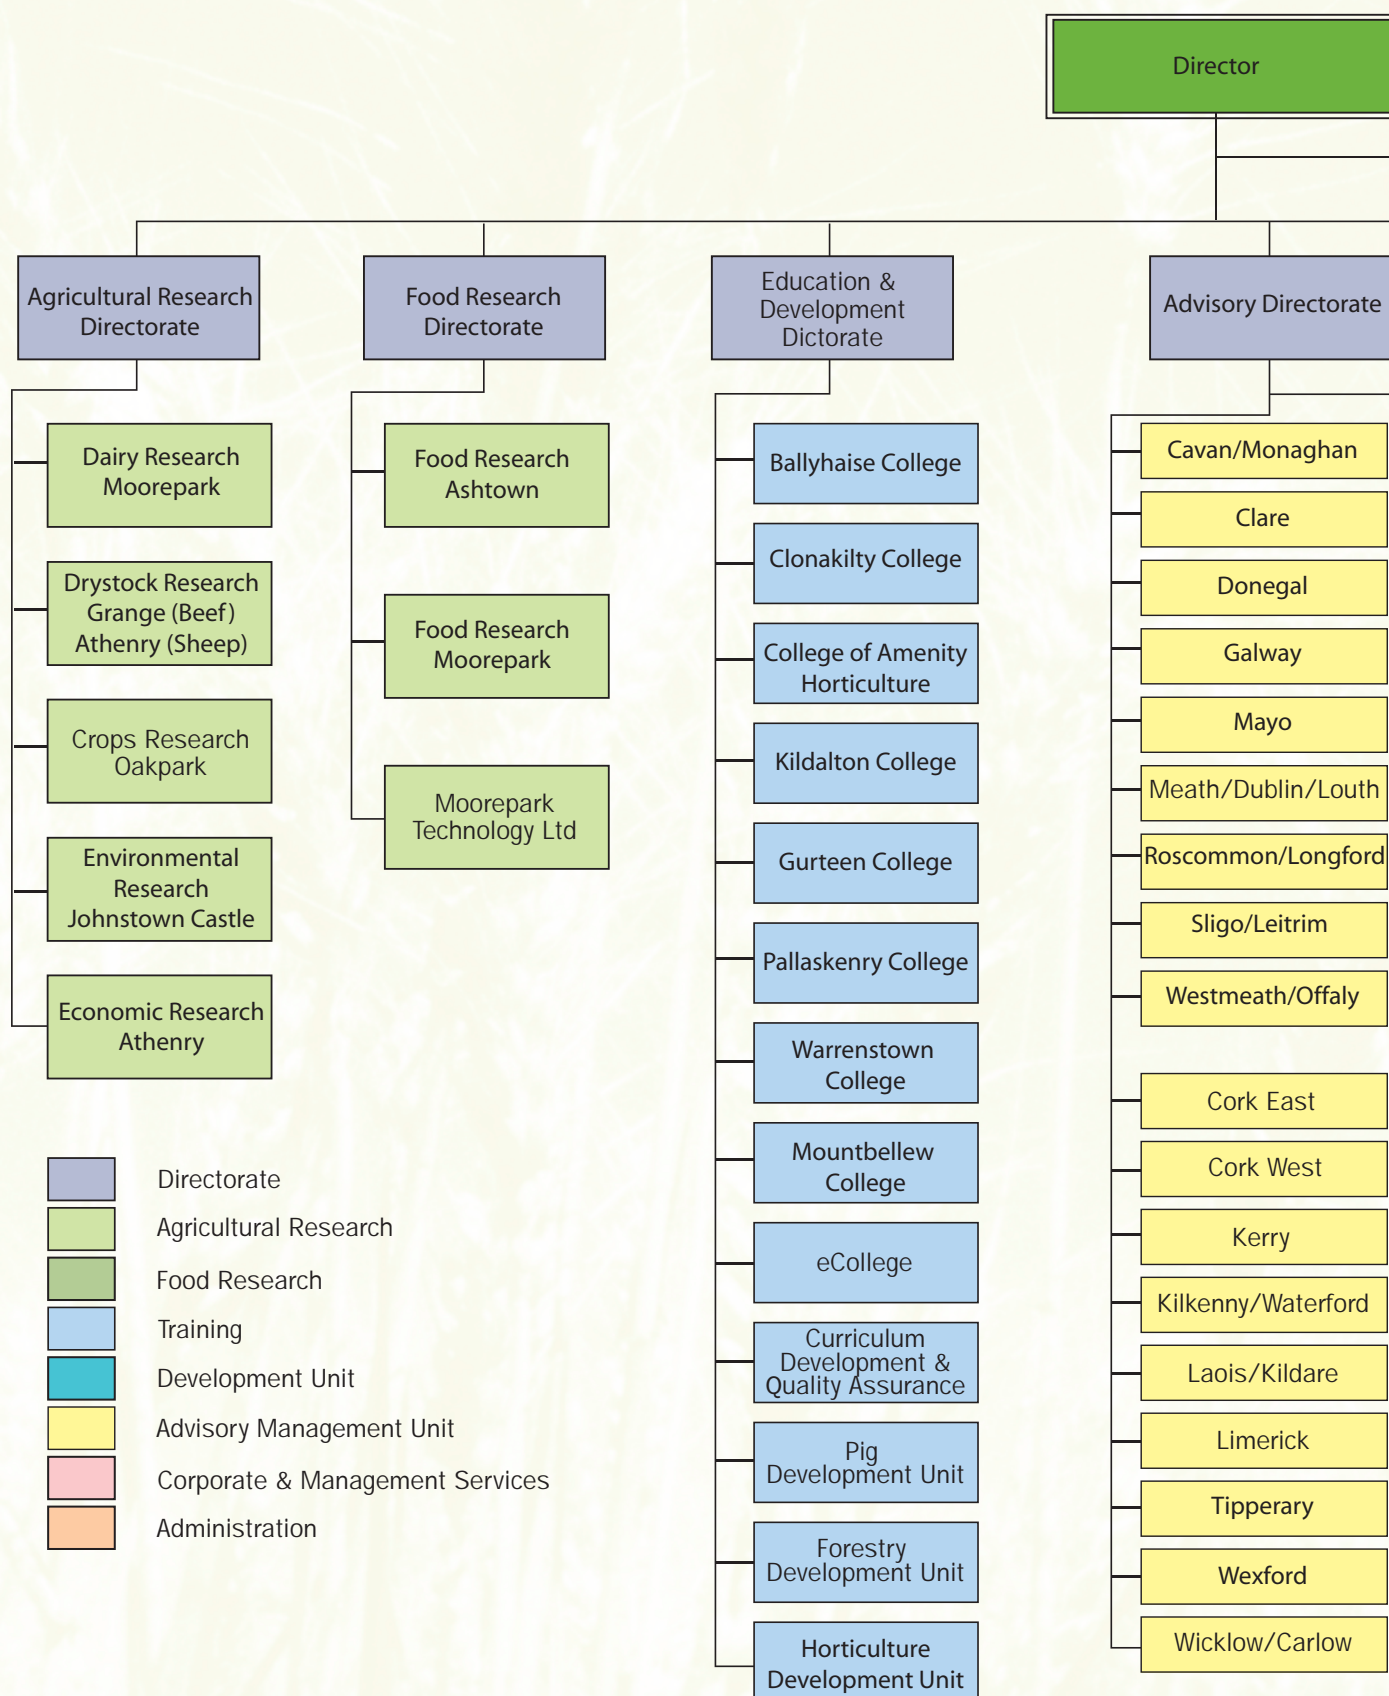 Director
Agricultural Research
Directorate
Food Research
Directorate
Education &
Development
Dictorate
Advisory Directorate
Dairy Research
Moorepark
Drystock Research
Grange (Beef)
Athenry (Sheep)
Crops Research
Oakpark
Environmental
Research
Johnstown Castle
Economic Research
Athenry
Food Research
Ashtown
Food Research
Moorepark
Moorepark
Technology Ltd
Ballyhaise College
Clonakilty College
College of Amenity
Horticulture
Kildalton College
Gurteen College
Pallaskenry College
Warrenstown
College
Mountbellew
College
eCollege
Curriculum
Development &
Quality Assurance
Pig
Development Unit
Forestry
Development Unit
Horticulture
Development Unit
Cavan/Monaghan
Clare
Donegal
Galway
Mayo
Meath/Dublin/Louth
Roscommon/Longford
Sligo/Leitrim
Westmeath/Offaly
Cork East
Cork West
Kerry
Kilkenny/Waterford
Laois/Kildare
Limerick
Tipperary
Wexford
Wicklow/Carlow
Directorate
Agricultural Research
Food Research
Training
Development Unit
Advisory Management Unit
Corporate & Management Services
Administration